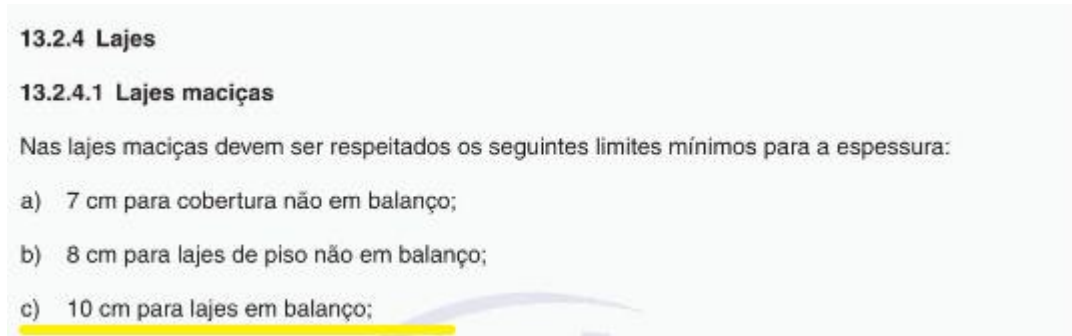 13.2.4 Lajes
13.2.4.1 Lajes maciças
Nas lajes maciças devem ser respeitados os seguintes limites mínimos para a espessura:
a) 7 cm para cobertura não em balanço;
b) 8 cm para lajes de piso não em balanço;
c) 10 cm para lajes em balanço;